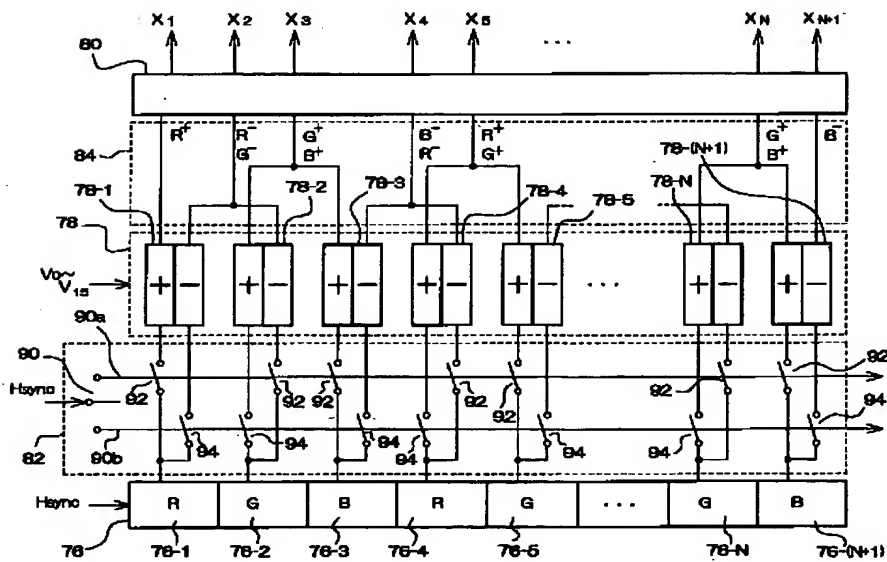 X1 X2 X3 X4 X5 ... XN XN+1
80
R+ R- G+ B- R+ G+ B-
84 G- B+ R- G+ B+ 78-(N+1)
78-1 78-2 78-3 78-4 78-5 78-N
78
+ - + - + - + - + - ... + - + -
V0~
V15
90a
90 92
Hsync 92 92 92 92 92 92
94
82 90b 94 94 94 94 94 94
Hsync R G B R G ... G B
76 76-1 76-2 76-3 76-4 76-5 76-N 76-(N+1)